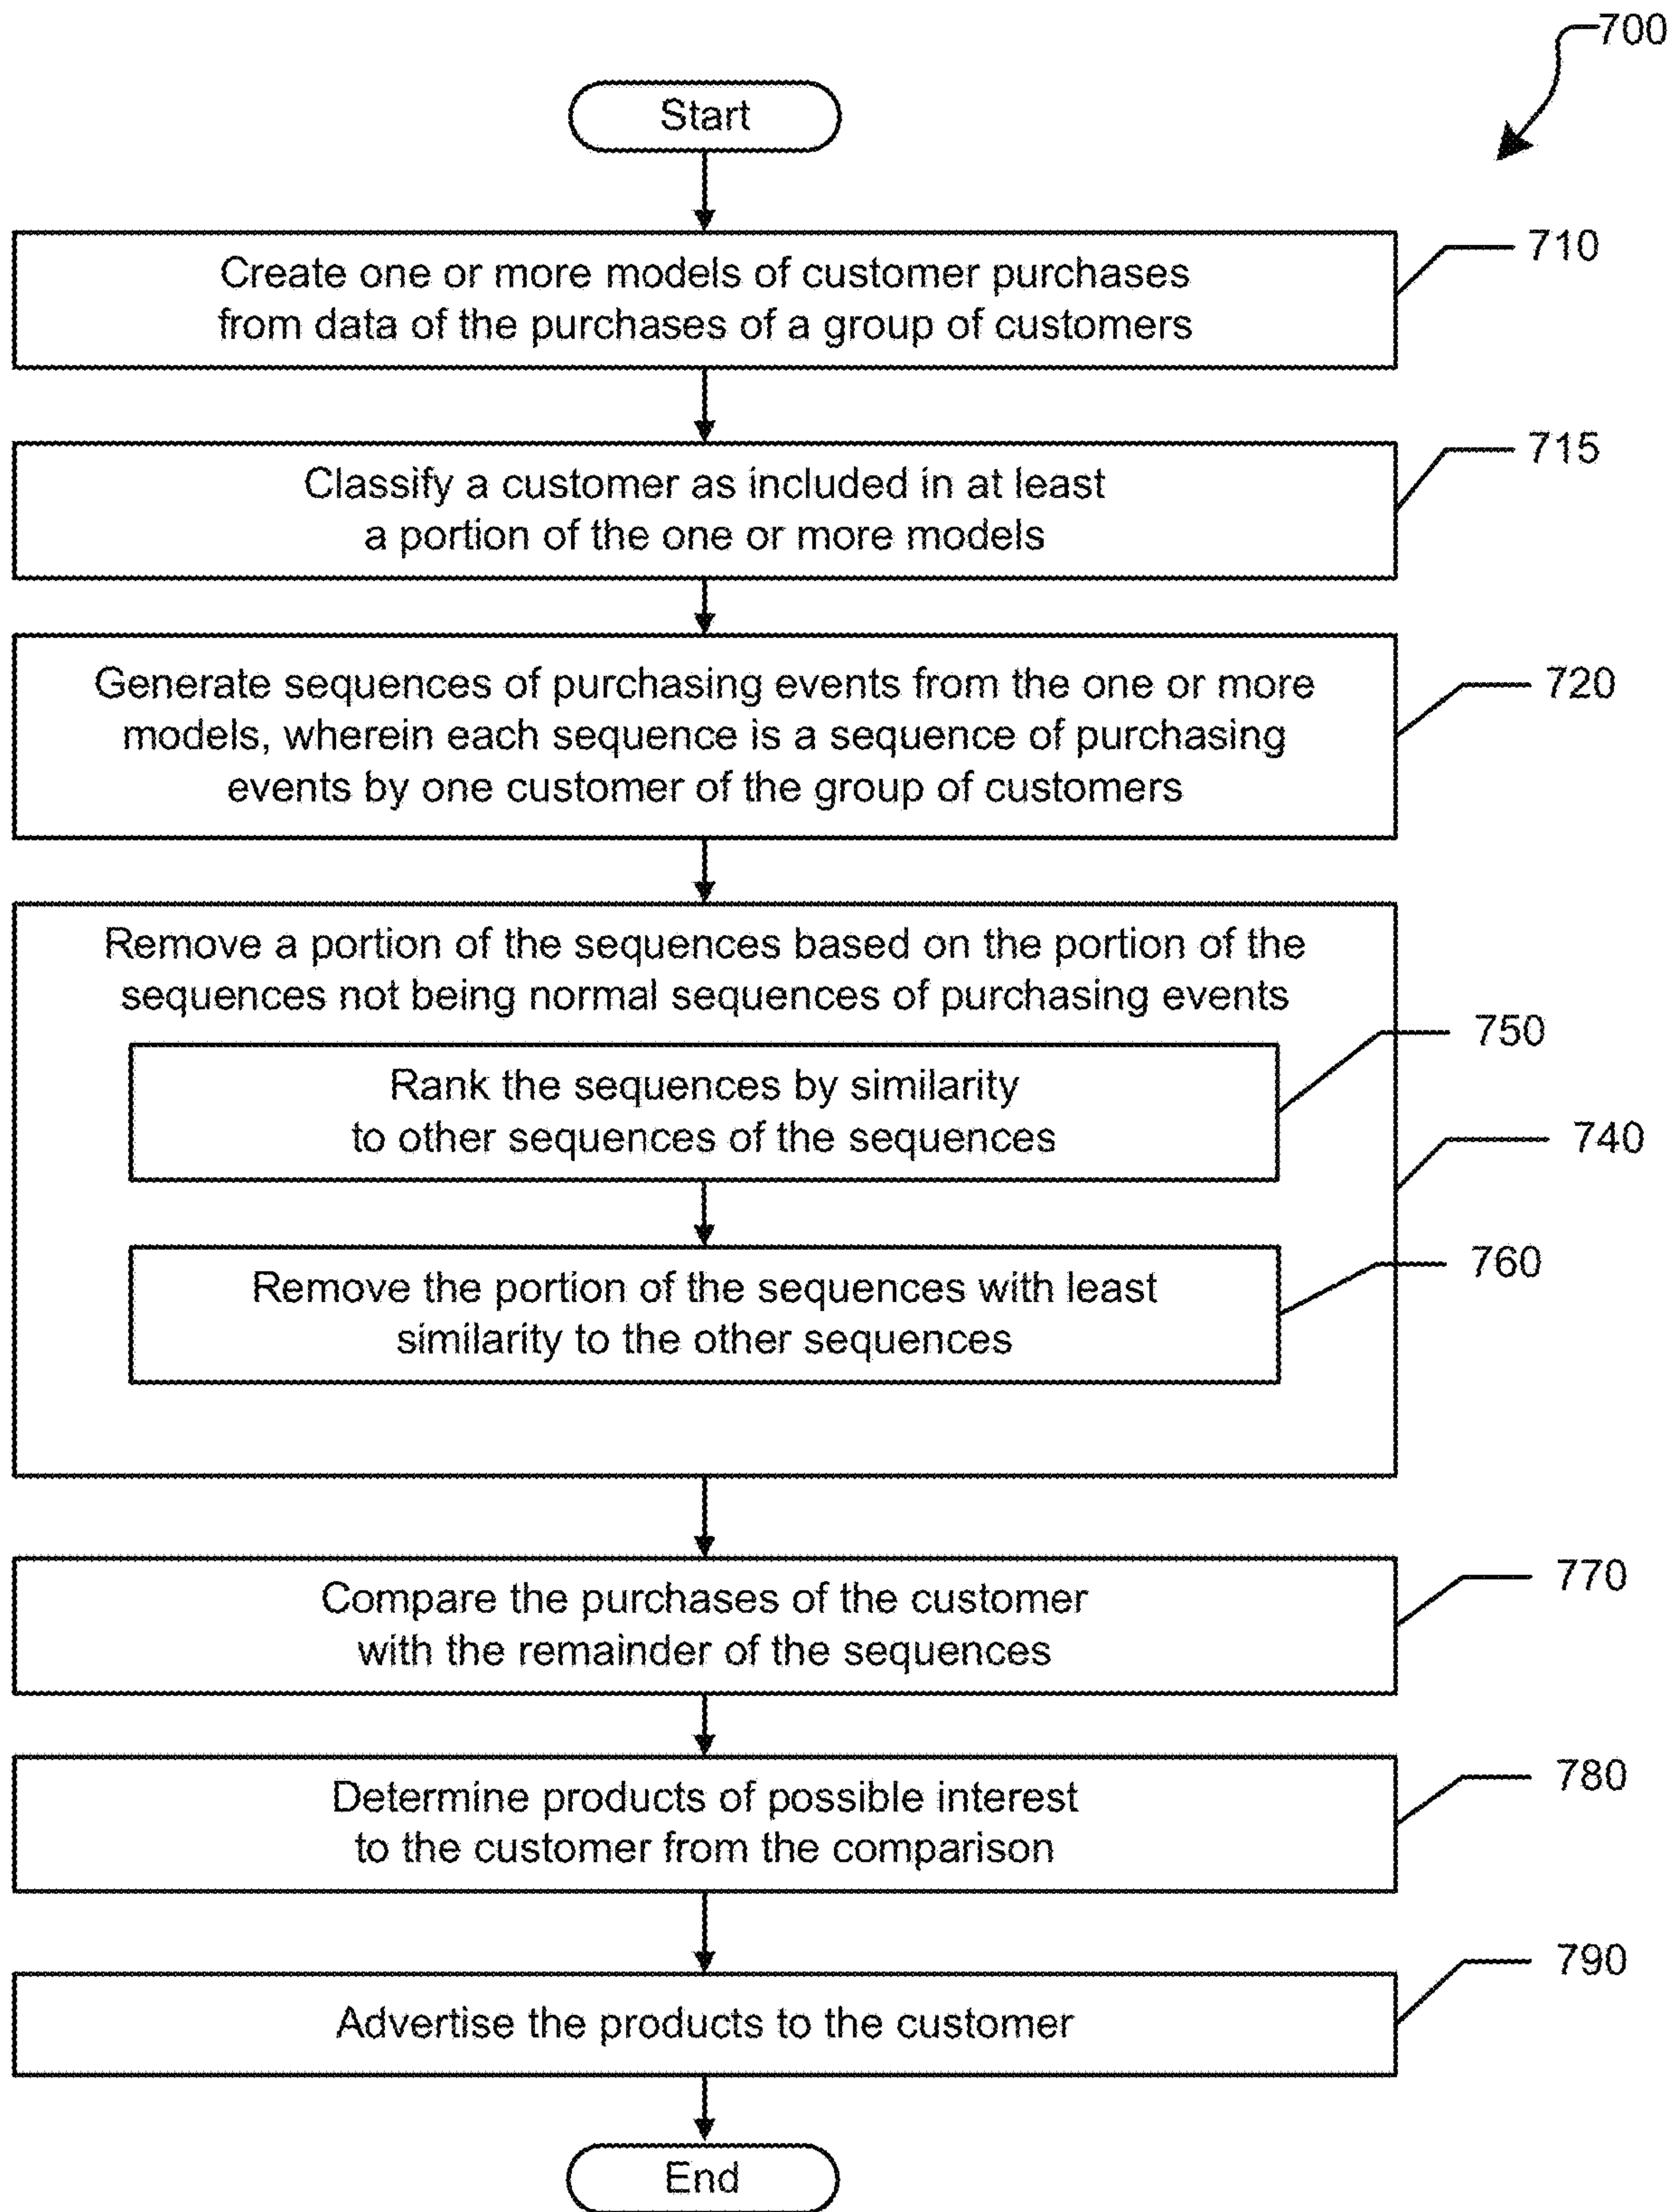 700
Start
Create one or more models of customer purchases
from data of the purchases of a group of customers
710
Classify a customer as included in at least
a portion of the one or more models
715
Generate sequences of purchasing events from the one or more
models, wherein each sequence is a sequence of purchasing
events by one customer of the group of customers
720
Remove a portion of the sequences based on the portion of the
sequences not being normal sequences of purchasing events
750
Rank the sequences by similarity
to other sequences of the sequences
740
Remove the portion of the sequences with least
similarity to the other sequences
760
Compare the purchases of the customer
with the remainder of the sequences
770
Determine products of possible interest
to the customer from the comparison
780
Advertise the products to the customer
790
End